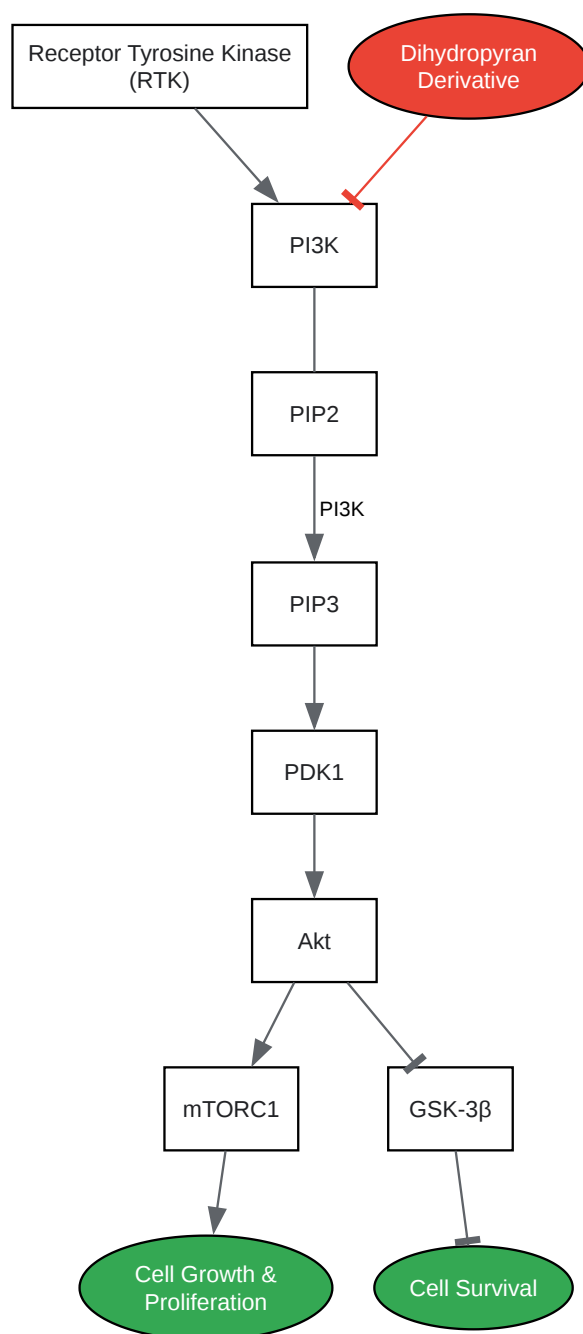 Receptor Tyrosine Kinase
(RTK)
Dihydropyran
Derivative
PI3K
PIP2
PI3K
PIP3
PDK1
Akt
mTORC1
GSK-3β
Cell Growth &
Proliferation
Cell Survival